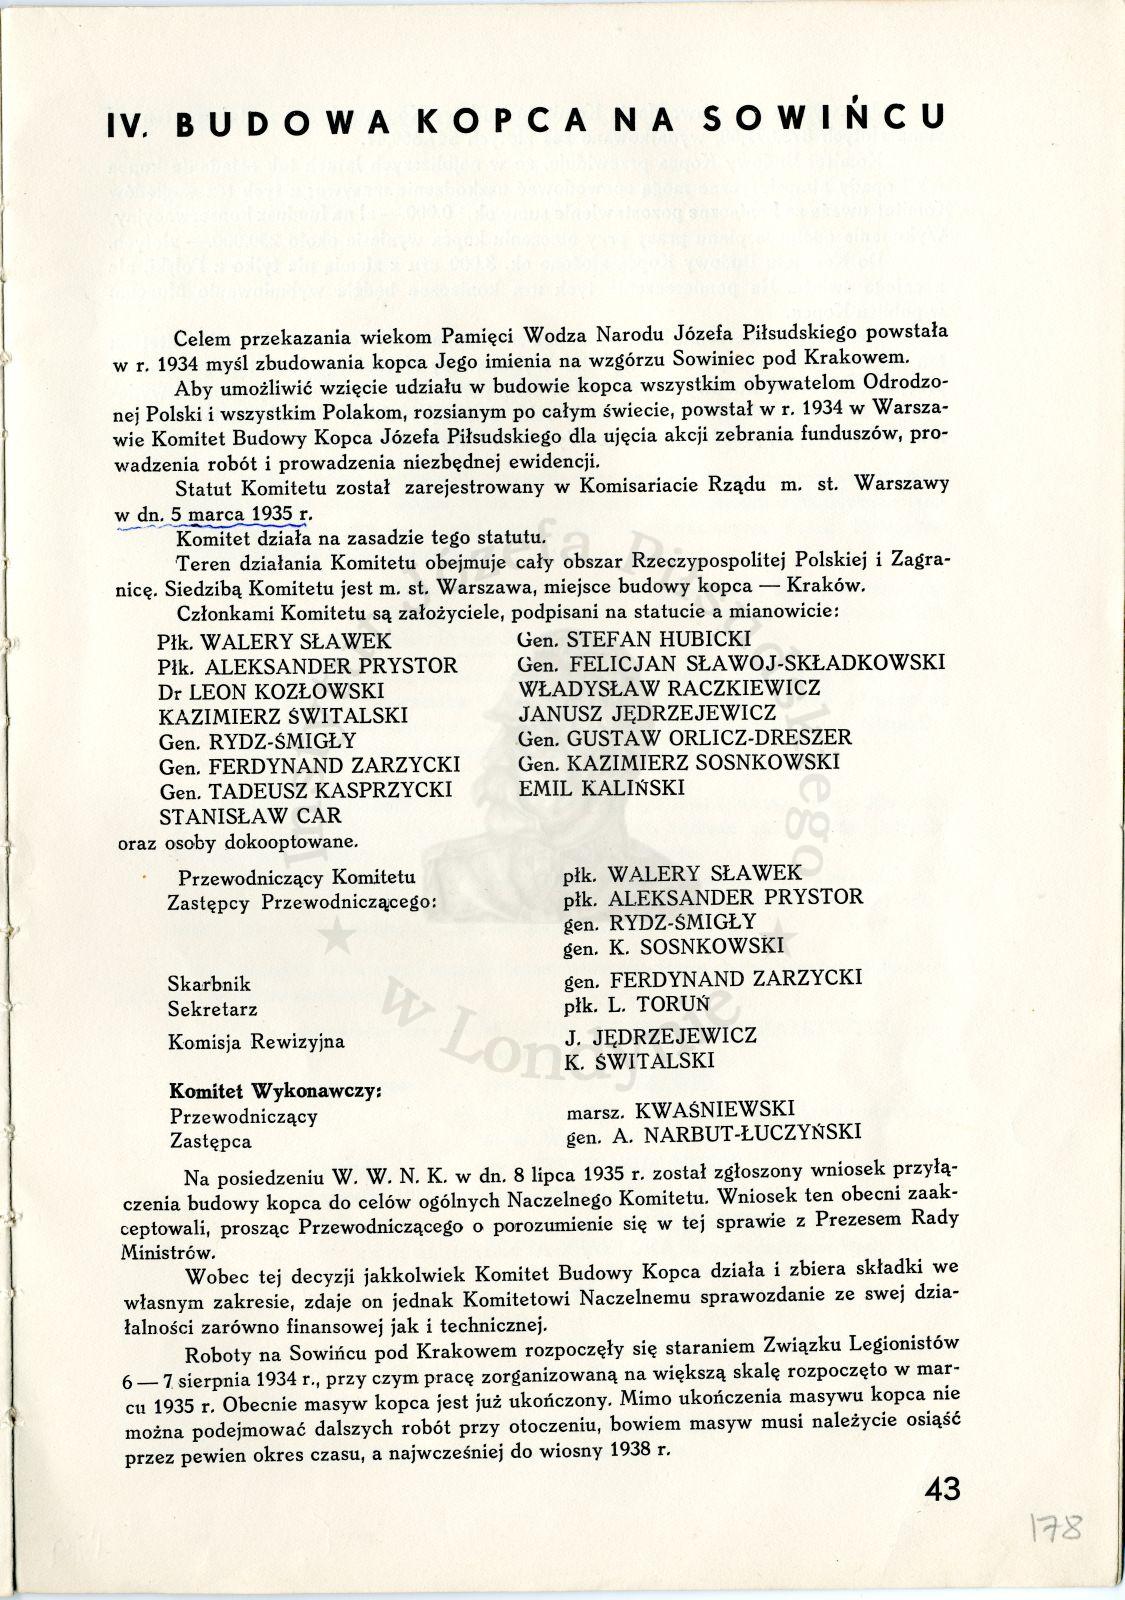 IV. BUDOWA KOPCA NA SOWIŃCU
Celem przekazania wiekom Pamięci Wodza Narodu Józefa Piłsudskiego powstała
w r. 1934 myśl zbudowania kopca Jego imienia na wzgórzu Sowiniec pod Krakowem.
Aby umożliwić wzięcie udziału w budowie kopca wszystkim obywatelom Odrodzo-
nej Polski i wszystkim Polakom, rozsianym po całym świecie, powstał w r. 1934 w Warsza-
wie Komitet Budowy Kopca Józefa Piłsudskiego dla ujęcia akcji zebrania funduszów, pro-
wadzenia robót i prowadzenia niezbędnej ewidencji.
Statut Komitetu został zarejestrowany w Komisariacie Rządu m. st. Warszawy
w dn. 5 marca 1935 r.
Komitet działa na zasadzie tego statutu.
Teren działania Komitetu obejmuje cały obszar Rzeczypospolitej Polskiej i Zagra-
nicę. Siedzibą Komitetu jest m. st. Warszawa, miejsce budowy kopca — Kraków.
Członkami Komitetu są założyciele, podpisani na statucie a mianowicie:
Płk. WALERY SŁAWEK
Płk. ALEKSANDER PRYSTOR
Dr LEON KOZŁOWSKI
KAZIMIERZ ŚWITALSKI
Gen. RYDZ-ŚMIGŁY
Gen. FERDYNAND ZARZYCKI
Gen. TADEUSZ KASPRZYCKI
STANISŁAW CAR
Gen. STEFAN HUBICKI
Gen. FELICJAN SŁAWOJ-SKŁADKOWSKI
WŁADYSŁAW RACZKIEWICZ
JANUSZ JĘDRZEJEWICZ
Gen. GUSTAW ORLICZ-DRESZER
Gen. KAZIMIERZ SOSNKOWSKI
EMIL KALIŃSKI
oraz osoby dokooptowane.
Przewodniczący Komitetu płk. WALERY SŁAWEK
Zastępcy Przewodniczącego: płk. ALEKSANDER PRYSTOR
gen. RYDZ-ŚMIGŁY
gen. K. SOSNKOWSKI
Skarbnik gen. FERDYNAND ZARZYCKI
Sekretarz płk. L. TORUŃ
Komisja Rewizyjna J. JĘDRZEJEWICZ
K. ŚWITALSKI
Komitet Wykonawczy:
Przewodniczący marsz. KWAŚNIEWSKI
Zastępca gen. A. NARBUT-ŁUCZYŃSKI
Na posiedzeniu W. W. N. K. w dn. 8 lipca 1935 r. został zgłoszony wniosek przyłą-
czenia budowy kopca do celów ogólnych Naczelnego Komitetu. Wniosek ten obecni zaak-
ceptowali, prosząc Przewodniczącego o porozumienie się w tej sprawie z Prezesem Rady
Ministrów.
Wobec tej decyzji jakkolwiek Komitet Budowy Kopca działa i zbiera składki we
własnym zakresie, zdaje on jednak Komitetowi Naczelnemu sprawozdanie ze swej dzia-
łalności zarówno finansowej jak i technicznej.
Roboty na Sowińcu pod Krakowem rozpoczęły się staraniem Związku Legionistów
6 — 7 sierpnia 1934 r., przy czym pracę zorganizowaną na większą skalę rozpoczęto w mar-
cu 1935 r. Obecnie masyw kopca jest już ukończony. Mimo ukończenia masywu kopca nie
można podejmować dalszych robót przy otoczeniu, bowiem masyw musi należycie osiąść
przez pewien okres czasu, a najwcześniej do wiosny 1938 r.
43
178
Józefa Piłsudskiego
w Londynie